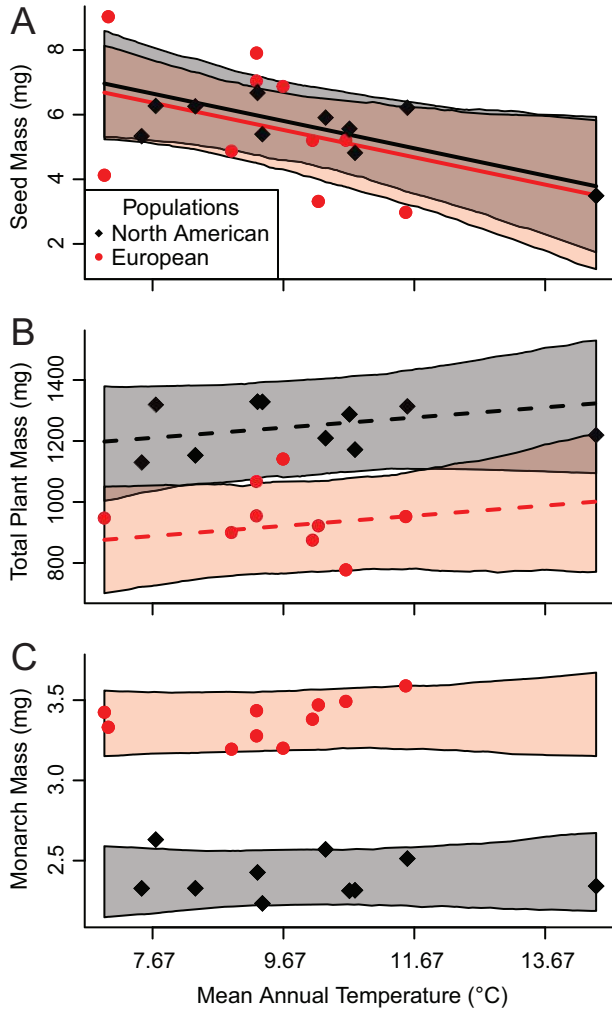 A
Seed Mass (mg)
8
6
4
2
Populations
North American
European
B
Total Plant Mass (mg)
1400
1200
1000
800
C
Monarch Mass (mg)
3.5
3.0
2.5
7.67 9.67 11.67 13.67
Mean Annual Temperature (°C)